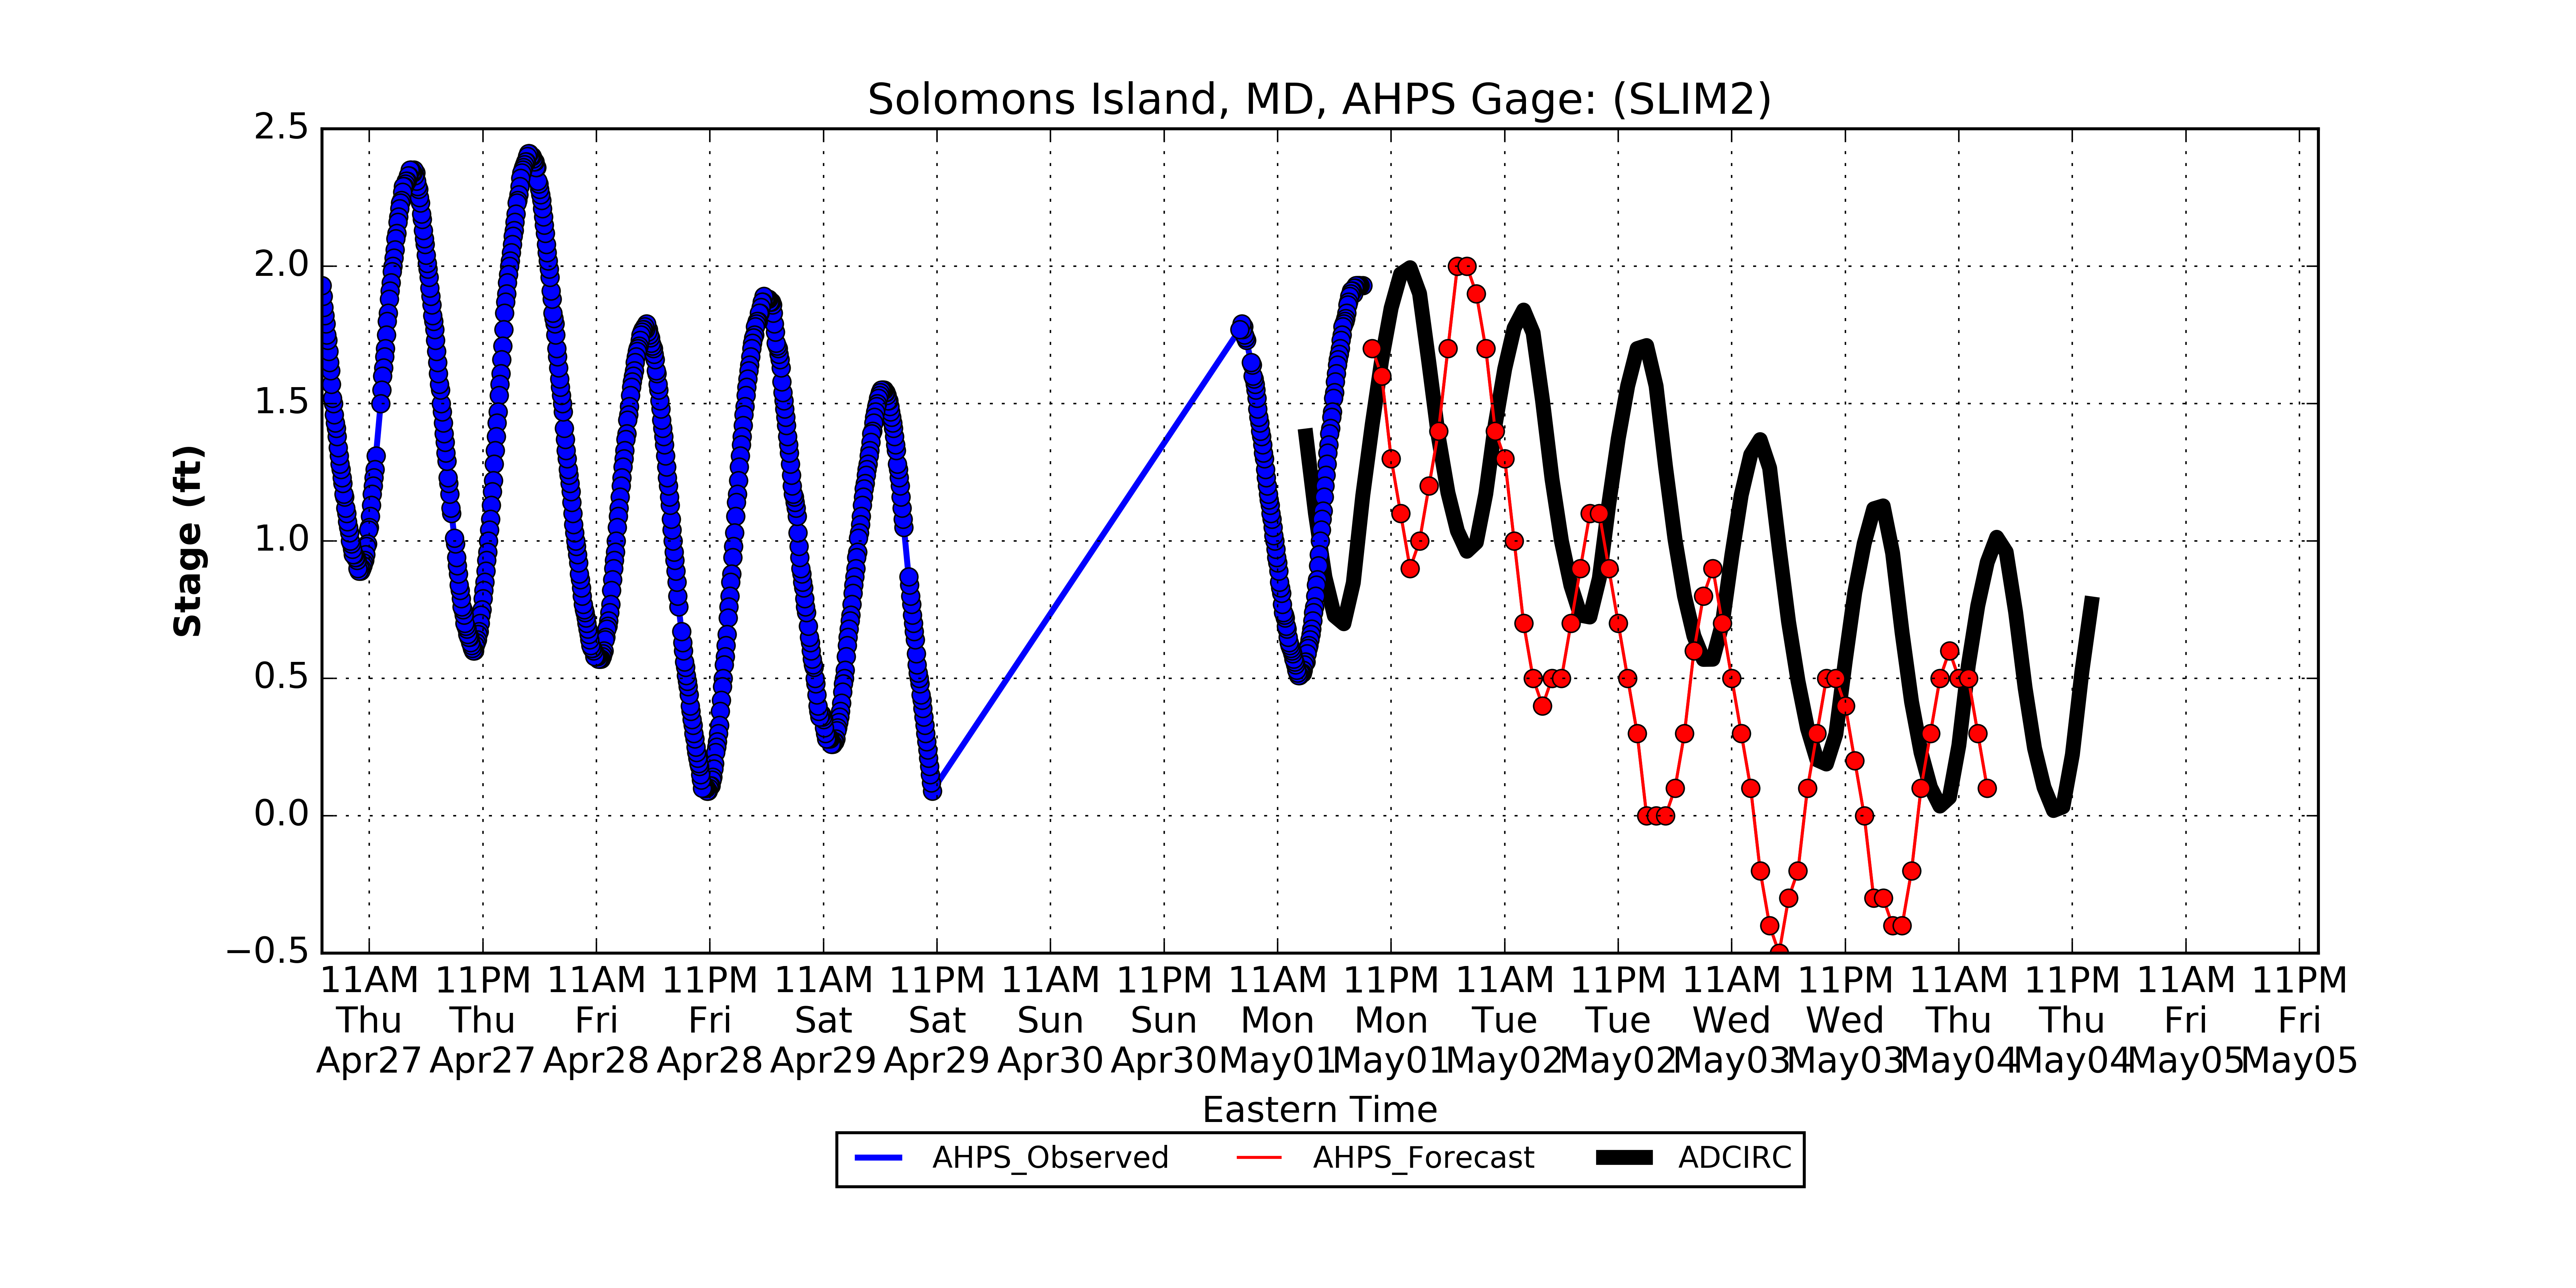 Solomons Island, MD, AHPS Gage: (SLIM2)
2.5
2.0
1.5
1.0
0.5
0.0
−0.5
Stage (ft)
11AM 11PM 11AM 11PM 11AM 11PM 11AM 11PM 11AM 11PM 11AM 11PM 11AM 11PM 11AM 11PM 11AM 11PM
Thu Thu Fri Fri Sat Sat Sun Sun Mon Mon Tue Tue Wed Wed Thu Thu Fri Fri
Apr27 Apr27 Apr28 Apr28 Apr29 Apr29 Apr30 Apr30 May01 May01 May02 May02 May03 May03 May04 May04 May05 May05
Eastern Time
AHPS_Observed AHPS_Forecast ADCIRC